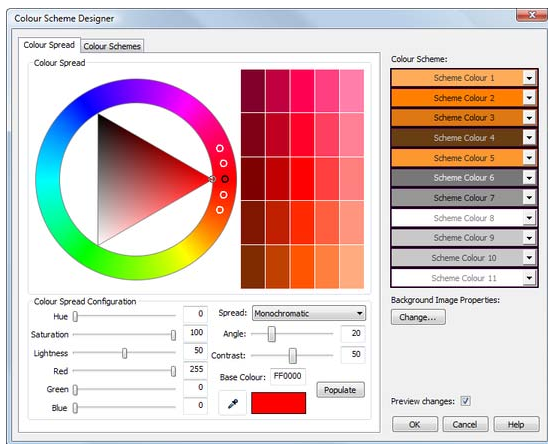 Colour Scheme Designer
Colour Spread
Colour Schemes
Colour Spread
Colour Spread Configuration
Hue 0
Saturation 100
Lightness 50
Red 255
Green 0
Blue 0
Spread: Monochromatic
Angle: 20
Contrast: 50
Base Colour: FF0000
Populate
Colour Scheme:
Scheme Colour 1
Scheme Colour 2
Scheme Colour 3
Scheme Colour 4
Scheme Colour 5
Scheme Colour 6
Scheme Colour 7
Scheme Colour 8
Scheme Colour 9
Scheme Colour 10
Scheme Colour 11
Background Image Properties:
Change...
Preview changes:
OK Cancel Help